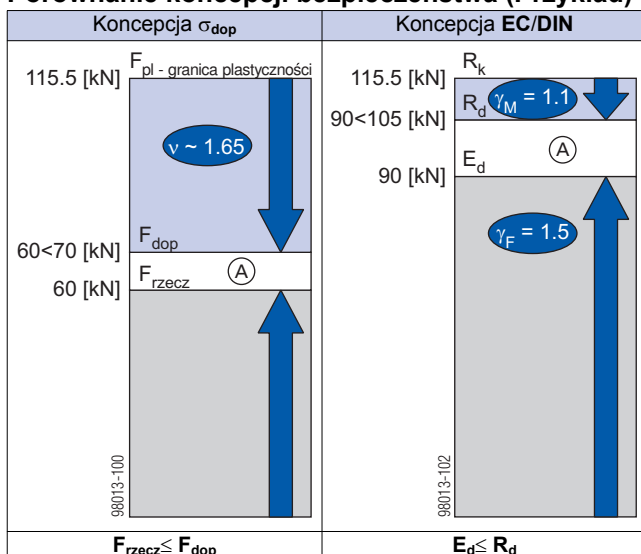 Porównanie koncepcji bezpieczeństwa (Przykład)
Koncepcja σdop
Koncepcja EC/DIN
Fpl - granica plastyczności
115.5 [kN]
ν ~ 1.65
Fdop
60<70 [kN]
Frzecz
A
60 [kN]
98013-100
Rk
115.5 [kN]
Rd
γM = 1.1
90<105 [kN]
Ed
A
90 [kN]
γF = 1.5
98013-102
Frzecz≤ Fdop
Ed≤ Rd